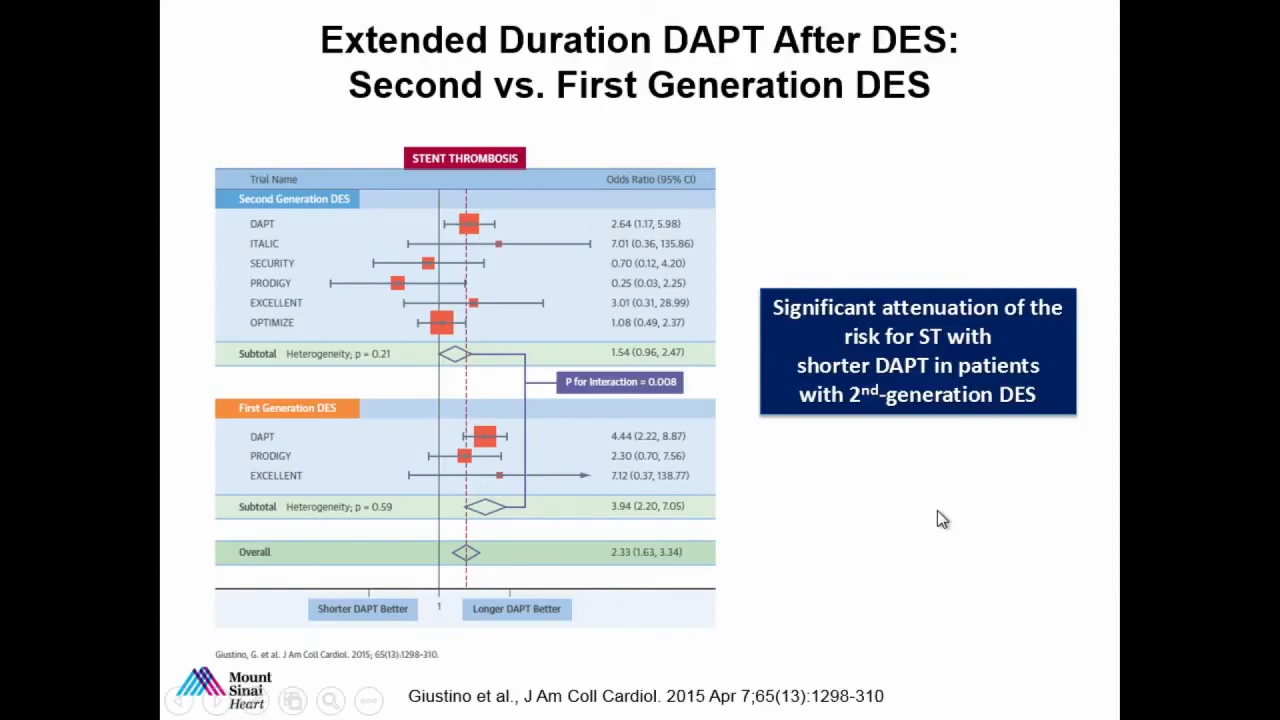 Extended Duration DAPT After DES:
Second vs. First Generation DES
STENT THROMBOSIS
Trial Name Odds Ratio (95% CI)
Second Generation DES
DAPT 2.64 (1.17, 5.98)
ITALIC 7.01 (0.36, 135.86)
SECURITY 0.70 (0.12, 4.20)
PRODIGY 0.25 (0.03, 2.25)
EXCELLENT 3.01 (0.31, 28.99)
OPTIMIZE 1.08 (0.49, 2.37)
Subtotal Heterogeneity; p = 0.21 1.54 (0.96, 2.47)
P for Interaction = 0.008
First Generation DES
DAPT 4.44 (2.22, 8.87)
PRODIGY 2.30 (0.70, 7.56)
EXCELLENT 7.12 (0.37, 138.77)
Subtotal Heterogeneity; p = 0.59 3.94 (2.20, 7.05)
Overall 2.33 (1.63, 3.34)
Shorter DAPT Better 1 Longer DAPT Better
Significant attenuation of the
risk for ST with
shorter DAPT in patients
with 2nd-generation DES
Giustino, G. et al. J Am Coll Cardiol. 2015; 65(13):1298-310.
Mount
Sinai
Heart
Giustino et al., J Am Coll Cardiol. 2015 Apr 7;65(13):1298-310